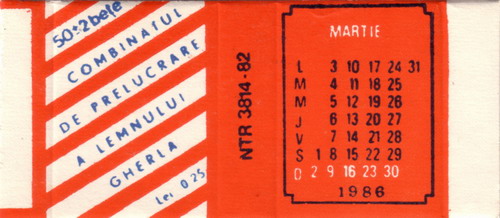 50±2 bețe
COMBINATUL
DE PRELUCRARE
A LEMNULUI
GHERLA
Lei 0.25
NTR 3814-82
MARTIE
L 3 10 17 24 31
M 4 11 18 25
M 5 12 19 26
J 6 13 20 27
V 7 14 21 28
S 1 8 15 22 29
D 2 9 16 23 30
1986